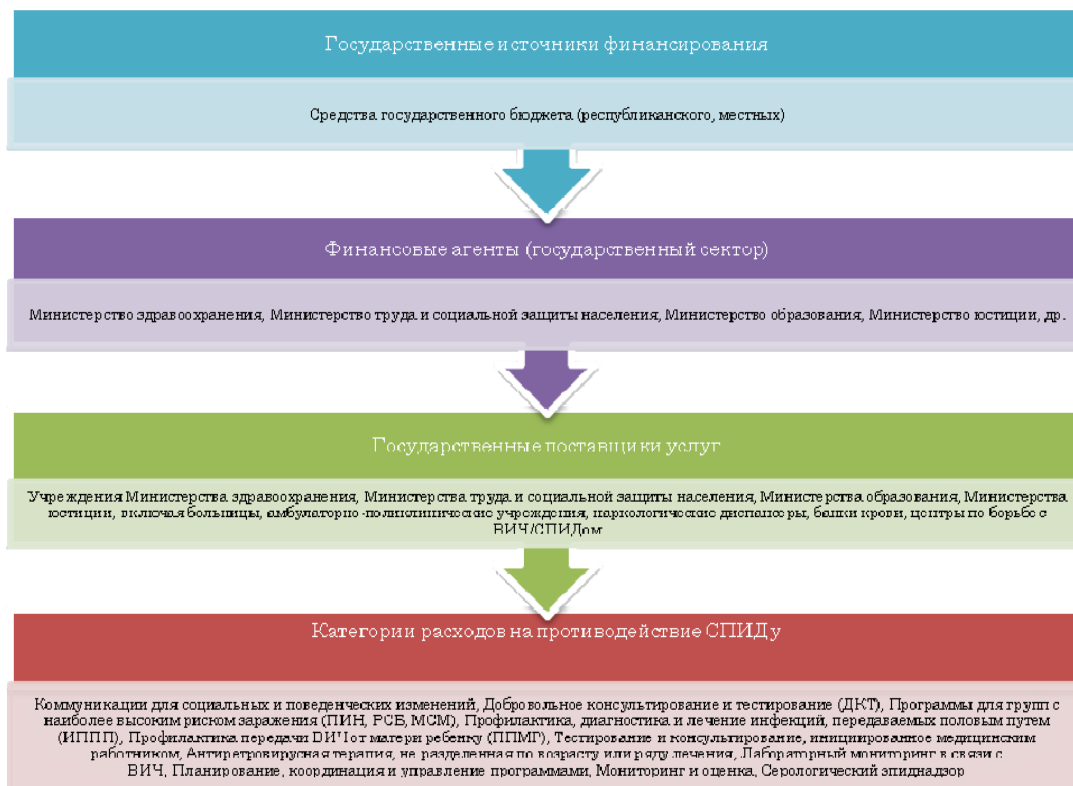 Государственные источники финансирования
Средства государственного бюджета (республиканского, местных)
Финансовые агенты (государственный сектор)
Министерство здравоохранения, Министерство труда и социальной защиты населения, Министерство образования, Министерство юстиции, др.
Государственные поставщики услуг
Учреждения Министерства здравоохранения, Министерства труда и социальной защиты населения, Министерства образования, Министерства
юстиции, включая больницы, амбулаторно-поликлинические учреждения, наркологические диспансеры, банки крови, центры по борьбе с
ВИЧ/СПИДом
Категории расходов на противодействие СПИДу
Коммуникации для социальных и поведенческих изменений, Добровольное консультирование и тестирование (ДКТ), Программы для групп с
наиболее высоким риском заражения (ПИН, РСВ, МСМ), Профилактика, диагностика и лечение инфекций, передаваемых половым путем
(ИППП), Профилактика передачи ВИЧ от матери ребенку (ППМР), Тестирование и консультирование, инициированное медицинским
работником, Антиретровирусная терапия, не разделенная по возрасту или ряду лечения, Лабораторный мониторинг в связи с
ВИЧ, Планирование, координация и управление программами, Мониторинг и оценка, Серологический эпиднадзор